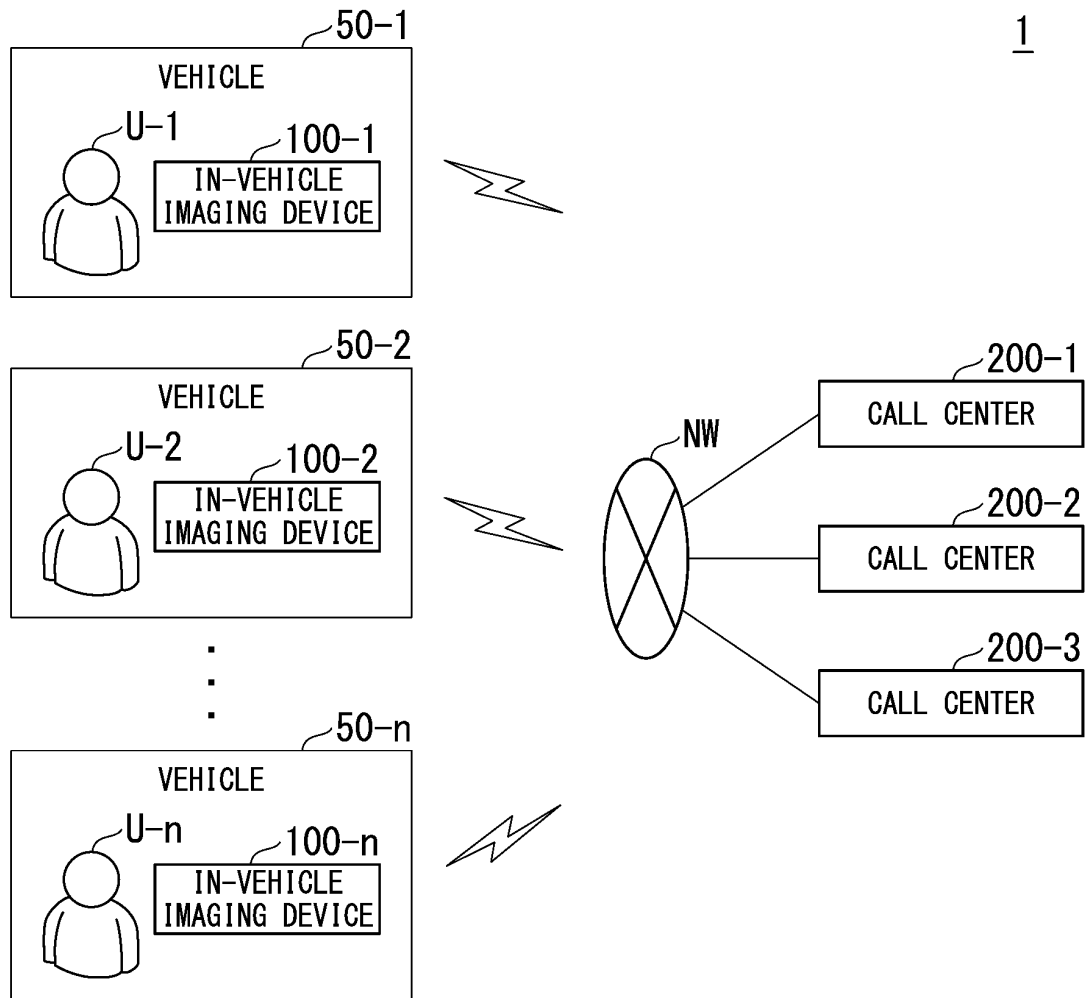 50-1
1
VEHICLE
U-1
100-1
IN-VEHICLE
IMAGING DEVICE
50-2
VEHICLE
U-2
100-2
IN-VEHICLE
IMAGING DEVICE
200-1
CALL CENTER
NW
200-2
CALL CENTER
200-3
CALL CENTER
50-n
VEHICLE
U-n
100-n
IN-VEHICLE
IMAGING DEVICE